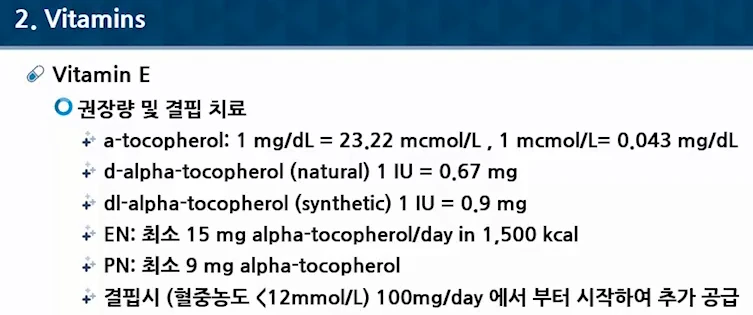 2. Vitamins
Vitamin E
권장량 및 결핍 치료
a-tocopherol: 1 mg/dL = 23.22 mcmol/L , 1 mcmol/L= 0.043 mg/dL
d-alpha-tocopherol (natural) 1 IU = 0.67 mg
dl-alpha-tocopherol (synthetic) 1 IU = 0.9 mg
EN: 최소 15 mg alpha-tocopherol/day in 1,500 kcal
PN: 최소 9 mg alpha-tocopherol
결핍시 (혈중농도 <12mmol/L) 100mg/day 에서 부터 시작하여 추가 공급